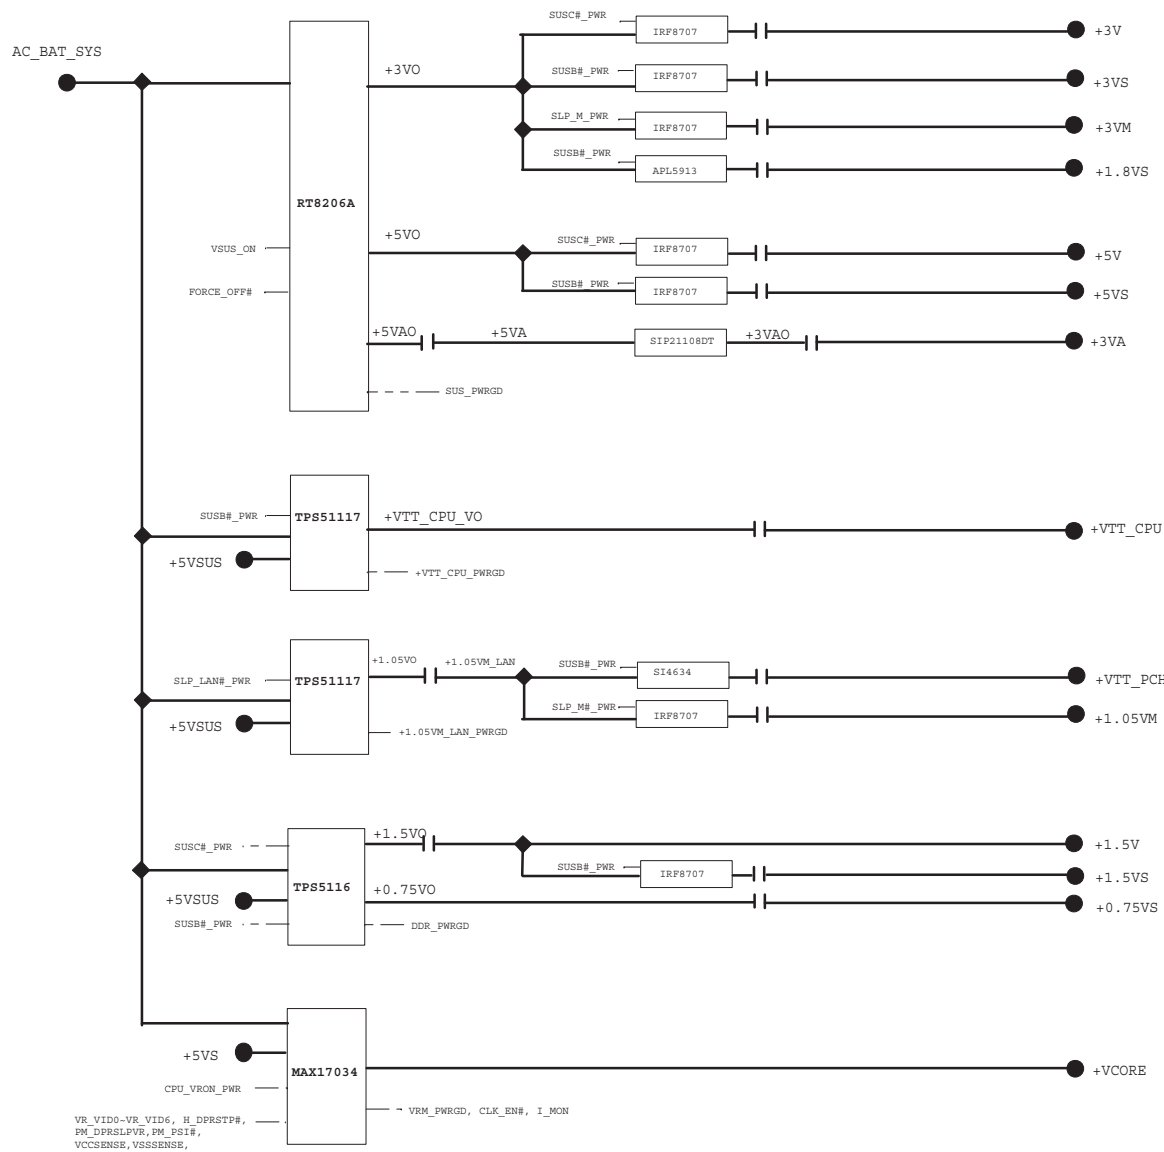 SUSC#_PWR
IRF8707
+3V
AC_BAT_SYS
+3VO
SUSB#_PWR
IRF8707
+3VS
SLP_M_PWR
IRF8707
+3VM
SUSB#_PWR
APL5913
+1.8VS
RT8206A
VSUS_ON
FORCE_OFF#
+5VO
SUSC#_PWR
IRF8707
+5V
SUSB#_PWR
IRF8707
+5VS
+5VAO
+5VA
SIP21108DT
+3VAO
+3VA
SUS_PWRGD
SUSB#_PWR
TPS51117
+VTT_CPU_VO
+VTT_CPU
+5VSUS
+VTT_CPU_PWRGD
SLP_LAN#_PWR
TPS51117
+1.05VO
+1.05VM_LAN
SUSB#_PWR
SI4634
+VTT_PCH
+5VSUS
SLP_M#_PWR
IRF8707
+1.05VM
+1.05VM_LAN_PWRGD
SUSC#_PWR
+1.5VO
+1.5V
TPS5116
SUSB#_PWR
IRF8707
+1.5VS
+5VSUS
+0.75VO
+0.75VS
SUSB#_PWR
DDR_PWRGD
+5VS
MAX17034
+VCORE
CPU_VRON_PWR
VRM_PWRGD, CLK_EN#, I_MON
VR_VID0~VR_VID6, H_DPRSTP#,
PM_DPRSLPVR,PM_PSI#,
VCCSENSE,VSSSENSE,